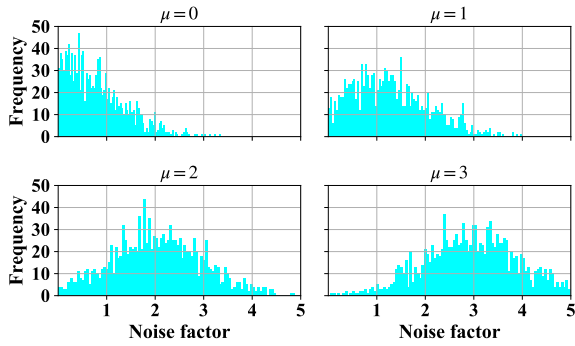 μ = 0
μ = 1
50
40
30
20
10
0
Frequency
μ = 2
μ = 3
50
40
30
20
10
0
Frequency
1 2 3 4 5
1 2 3 4 5
Noise factor
Noise factor